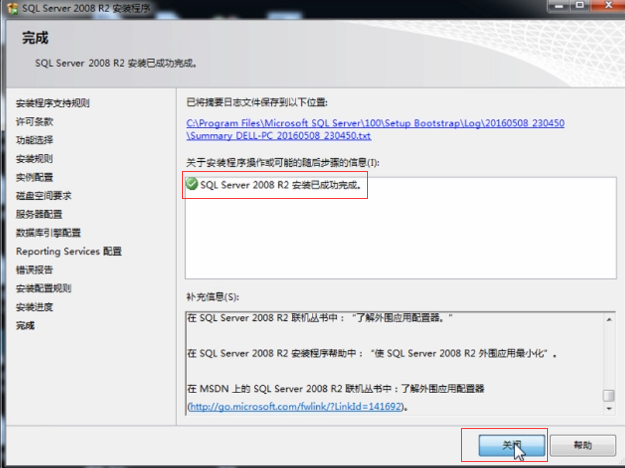 SQL Server 2008 R2 安装程序
完成
SQL Server 2008 R2 安装已成功完成。
安装程序支持规则
许可条款
功能选择
安装规则
实例配置
磁盘空间要求
服务器配置
数据库引擎配置
Reporting Services 配置
错误报告
安装配置规则
安装进度
完成
已将摘要日志文件保存到以下位置:
C:\Program Files\Microsoft SQL Server\100\Setup Bootstrap\Log\20160508_230450
\Summary_DELL-PC_20160508_230450.txt
关于安装程序操作或可能的随后步骤的信息(I):
SQL Server 2008 R2 安装已成功完成。
补充信息(S):
在 SQL Server 2008 R2 联机丛书中：“了解外围应用配置器。”
在 SQL Server 2008 R2 安装程序帮助中：“使 SQL Server 2008 R2 外围应用最小化”。
在 MSDN 上的 SQL Server 2008 R2 联机丛书中：了解外围应用配置器
(http://go.microsoft.com/fwlink/?LinkId=141692)。
关闭
帮助